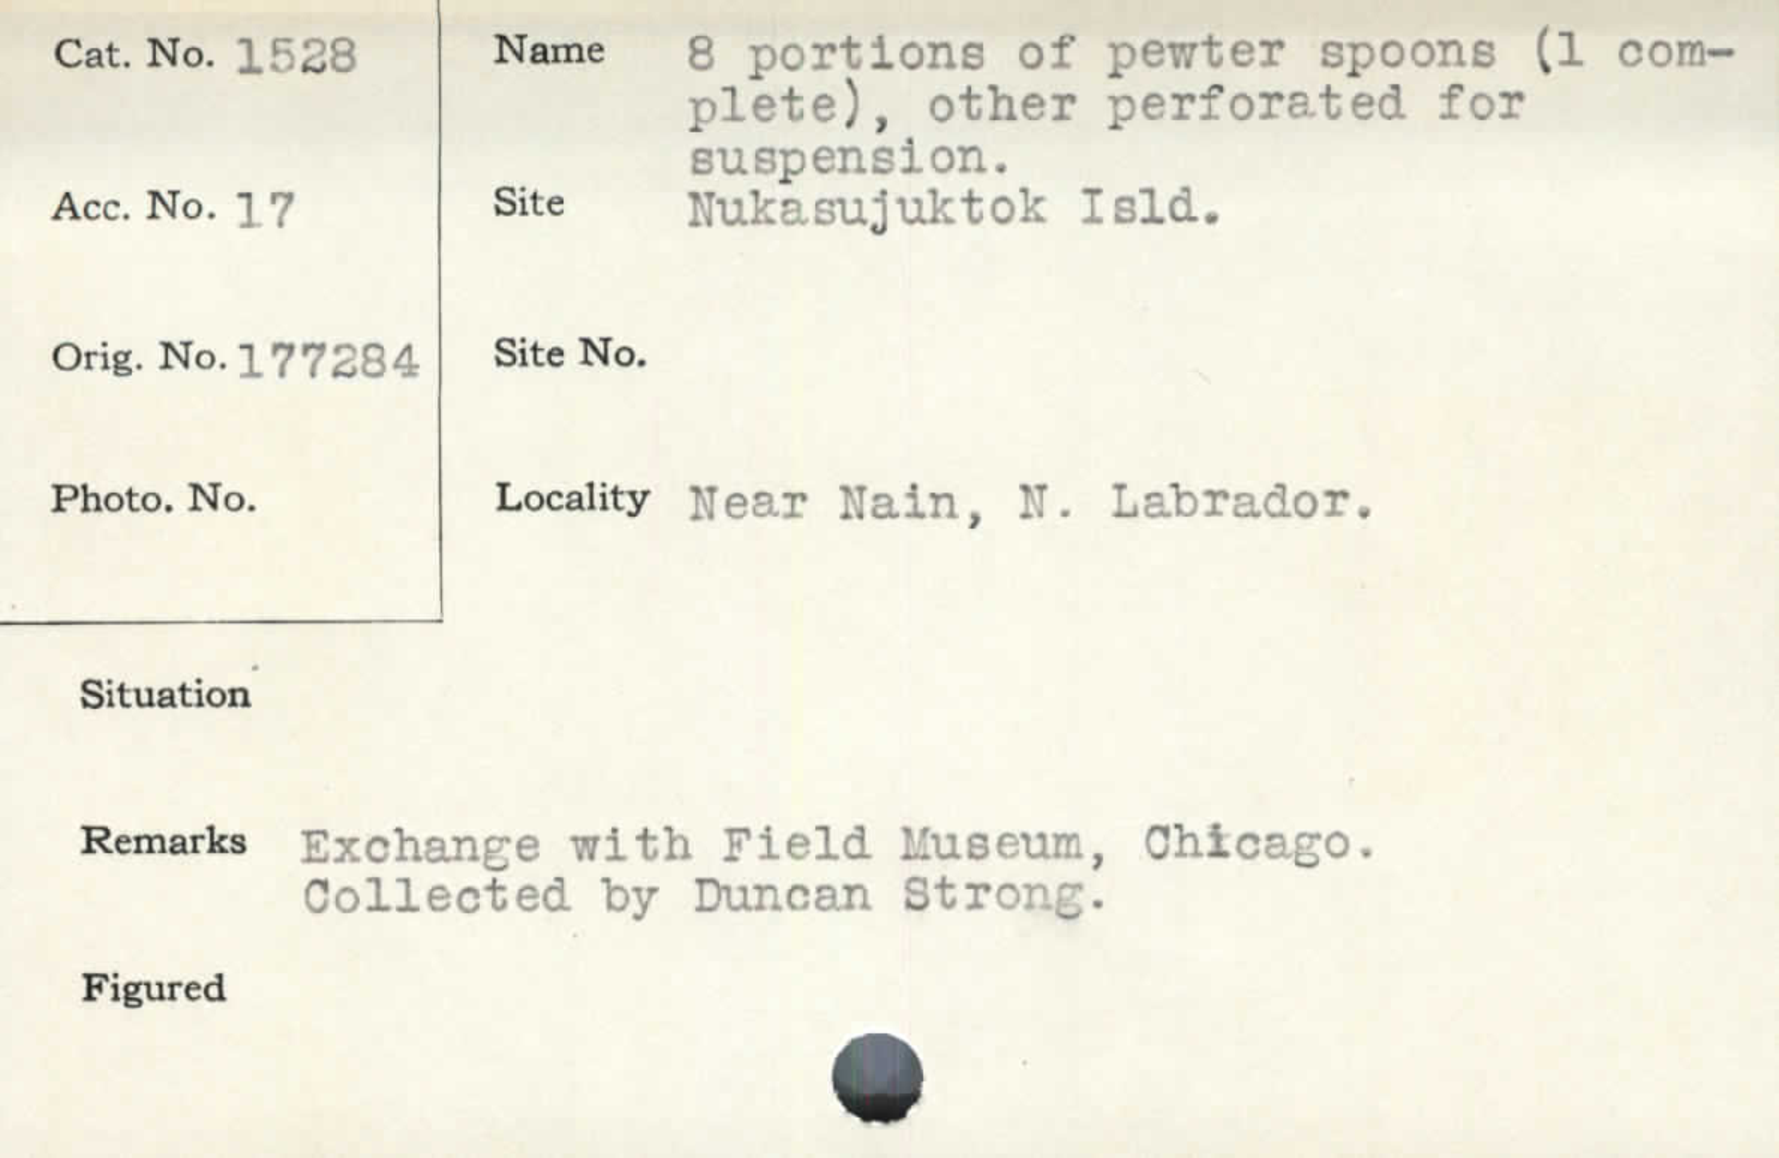 Cat. No. 1528
Name 8 portions of pewter spoons (1 com-
plete), other perforated for
suspension.
Acc. No. 17
Site Nukasujuktok Isld.
Orig. No. 177284
Site No.
Photo. No.
Locality Near Nain, N. Labrador.
Situation
Remarks Exchange with Field Museum, Chicago.
Collected by Duncan Strong.
Figured